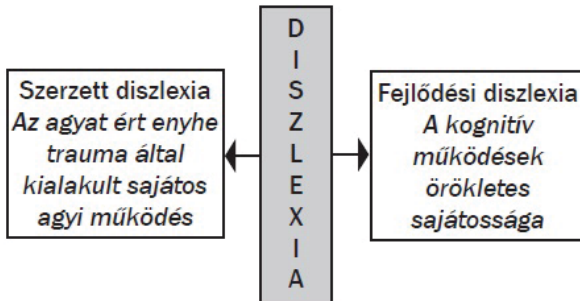 Szerzett diszlexia
Az agyat ért enyhe
trauma által
kialakult sajátos
agyi működés
D
I
S
Z
L
E
X
I
A
Fejlődési diszlexia
A kognitív
működések
örökletes
sajátossága